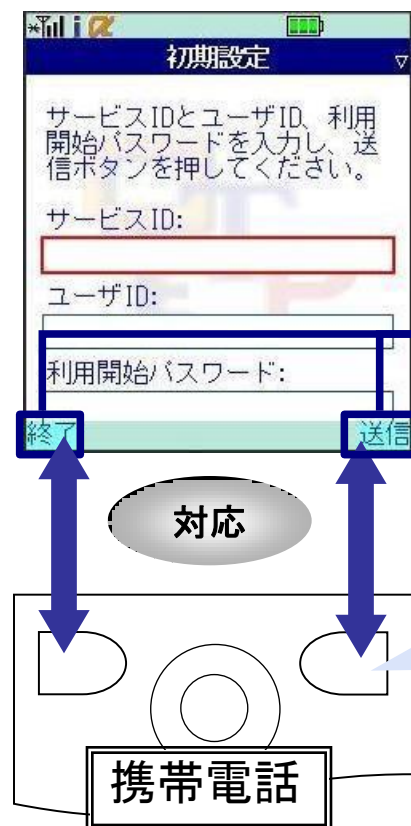 初期設定
サービスIDとユーザID、利用
開始パスワードを入力し、送
信ボタンを押してください。
サービスID:
ユーザID:
利用開始パスワード:
終了
送信
対応
携帯電話